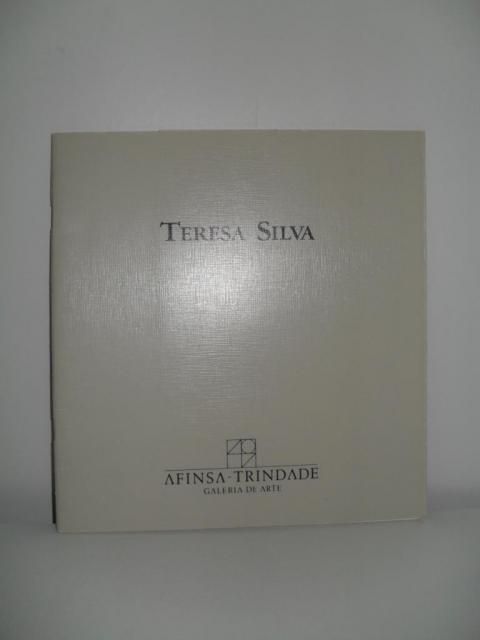 TERESA SILVA
AFINSA-TRINDADE
GALERIA DE ARTE